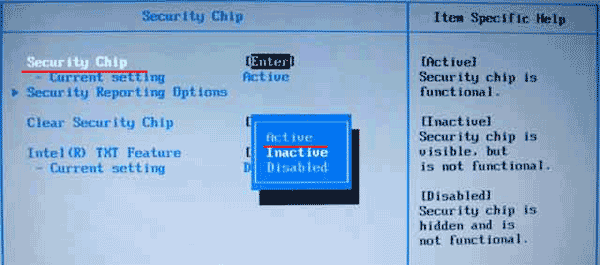 Security Chip
Item Specific Help
Security Chip [Enter]
- Current setting Active
Security Reporting Options
Clear Security Chip [
Intel(R) TXT Feature [
- Current setting D
Active
Inactive
Disabled
[Active]
Security chip is
functional.
[Inactive]
Security chip is
visible, but
is not functional.
[Disabled]
Security chip is
hidden and is
not functional.